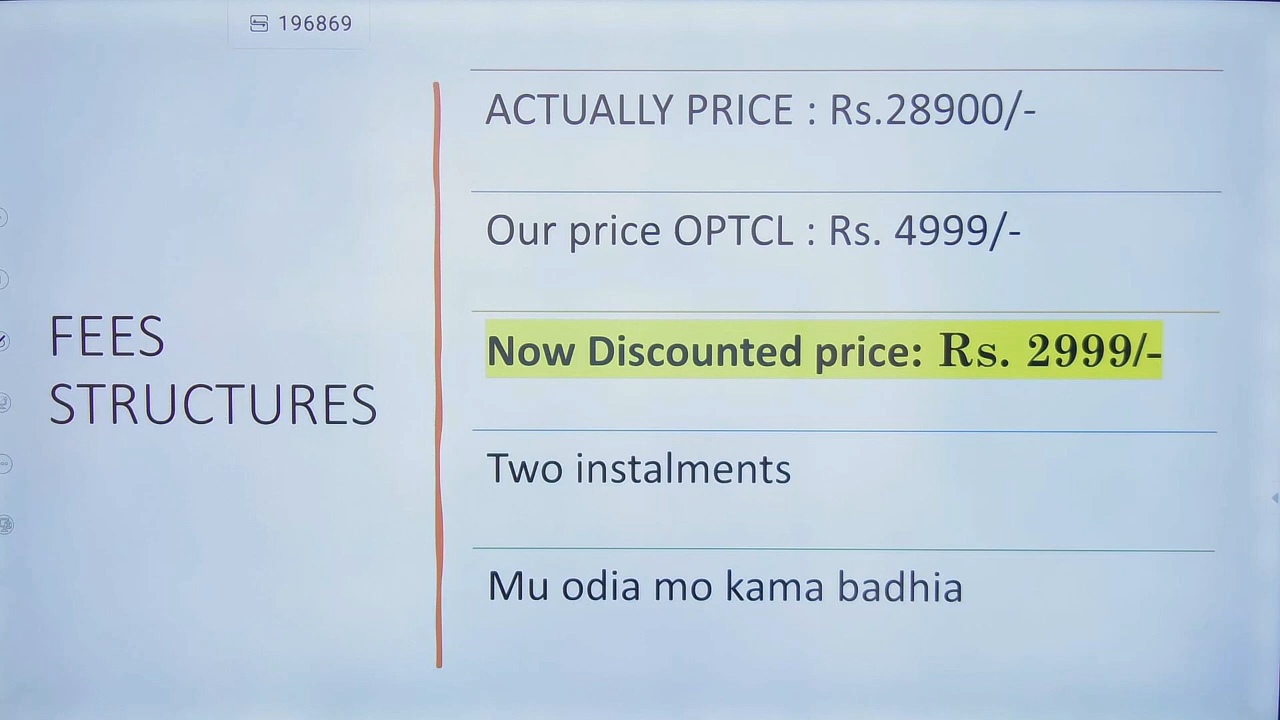 196869
FEES
STRUCTURES
ACTUALLY PRICE : Rs.28900/-
Our price OPTCL : Rs. 4999/-
Now Discounted price: Rs. 2999/-
Two instalments
Mu odia mo kama badhia